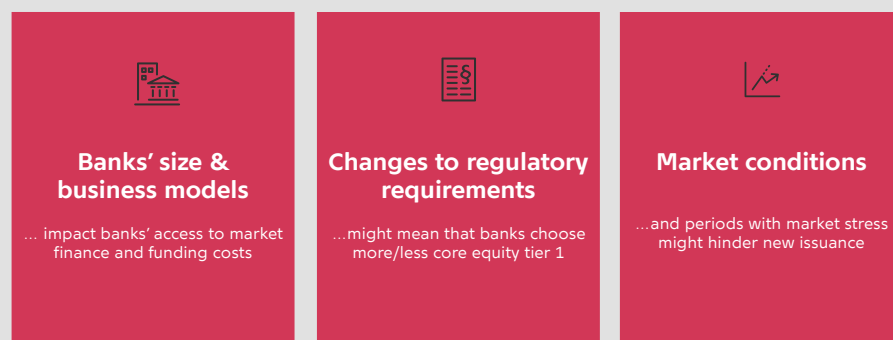 §
Banks’ size &
business models
... impact banks’ access to market
finance and funding costs
Changes to regulatory
requirements
...might mean that banks choose
more/less core equity tier 1
Market conditions
...and periods with market stress
might hinder new issuance